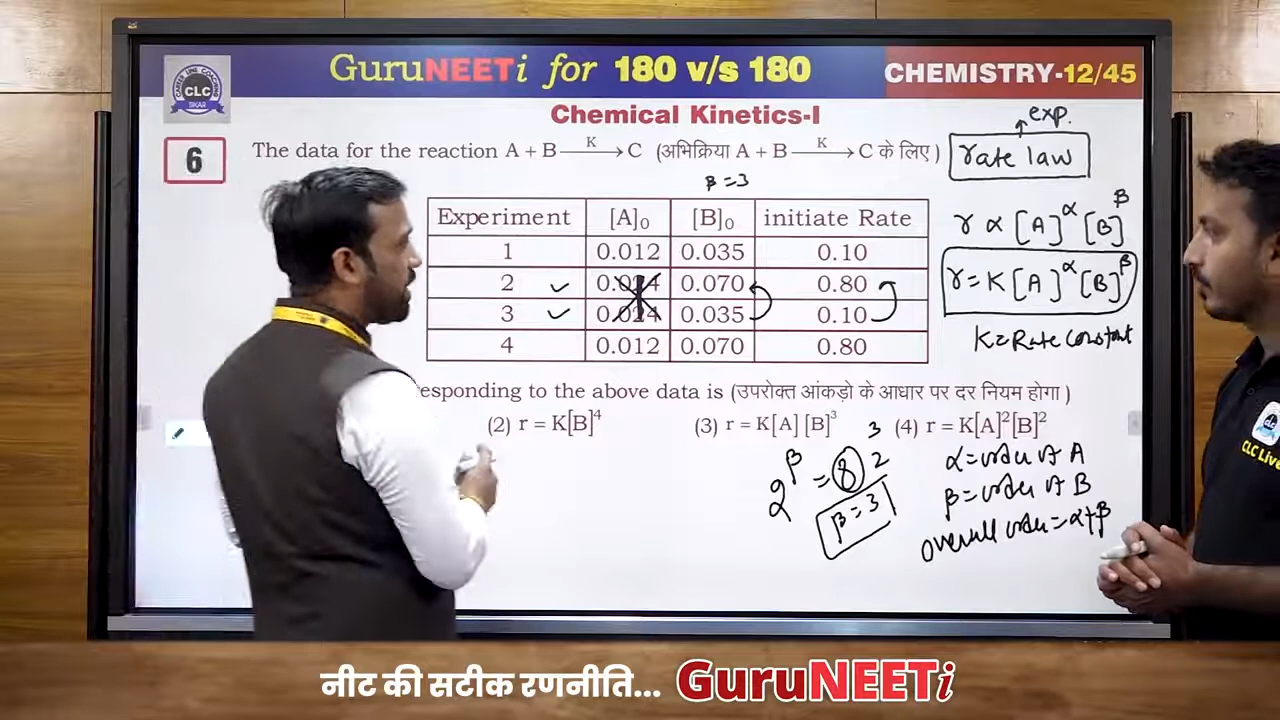 GuruNEETi for 180 v/s 180
CHEMISTRY-12/45
CLC
SIKAR
Chemical Kinetics-I
exp.
rate law
6
The data for the reaction A + B —K→ C (अभिक्रिया A + B —K→ C के लिए )
β = 3
Experiment [A]₀ [B]₀ initiate Rate
1 0.012 0.035 0.10
2 0.024 0.070 0.80
3 0.024 0.035 0.10
4 0.012 0.070 0.80
r ∝ [A]^α [B]^β
r = K[A]^α [B]^β
K = Rate constant
esponding to the above data is (उपरोक्त आंकड़ो के आधार पर दर नियम होगा )
(2) r = K[B]⁴
(3) r = K[A] [B]³
(4) r = K[A]²[B]²
2^β = 8 2³
β = 3
α = order of A
β = order of B
overall order = α+β
CLC Live
नीट की सटीक रणनीति... GuruNEETi